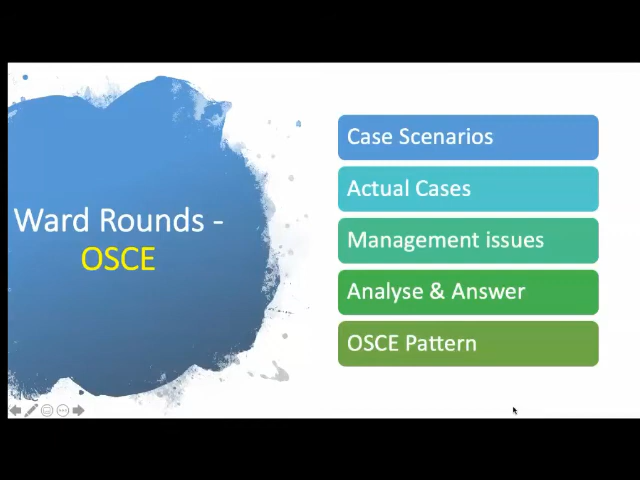 Ward Rounds -
OSCE
Case Scenarios
Actual Cases
Management issues
Analyse & Answer
OSCE Pattern